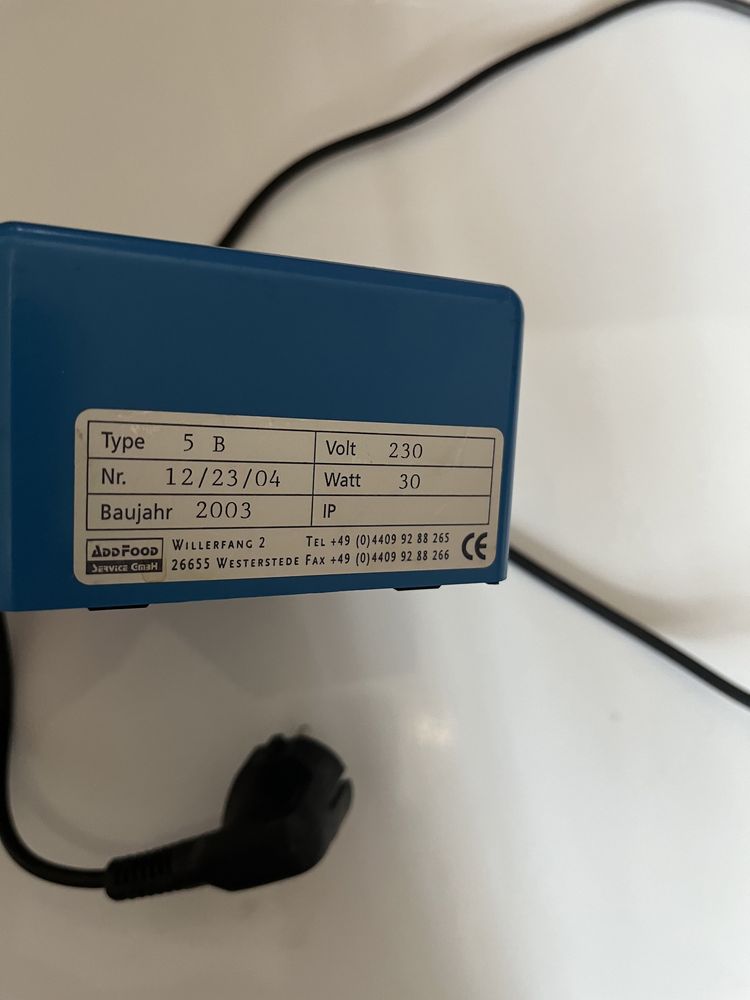 Type 5 B Volt 230
Nr. 12/23/04 Watt 30
Baujahr 2003 IP
ADDFOOD WILLERFANG 2 TEL +49 (0)4409 92 88 265
SERVICE GMBH 26655 WESTERSTEDE FAX +49 (0)4409 92 88 266 CE